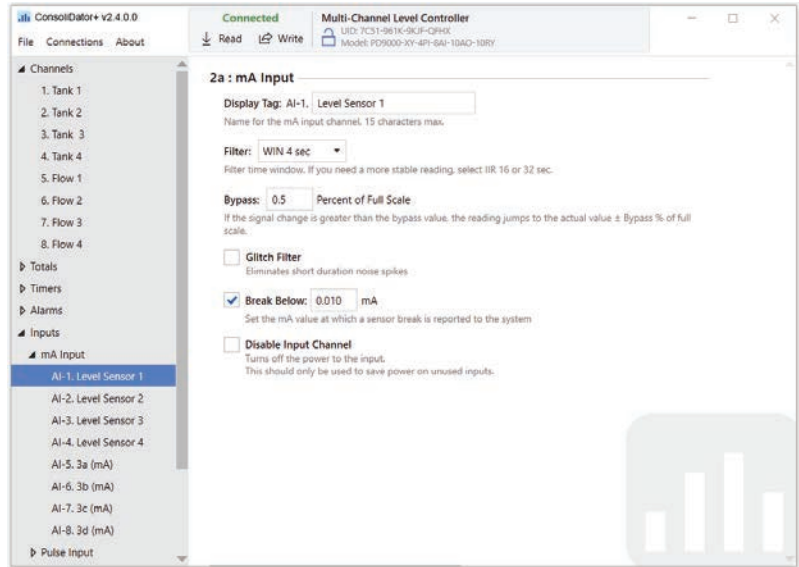 ConsoliDator+ v2.4.0.0
File Connections About
Connected
Read Write
Multi-Channel Level Controller
UID: 7C51-961K-9KJF-QFHX
Model: PD9000-XY-4PI-8AI-10AO-10RY
Channels
1. Tank 1
2. Tank 2
3. Tank 3
4. Tank 4
5. Flow 1
6. Flow 2
7. Flow 3
8. Flow 4
Totals
Timers
Alarms
Inputs
mA Input
AI-1. Level Sensor 1
AI-2. Level Sensor 2
AI-3. Level Sensor 3
AI-4. Level Sensor 4
AI-5. 3a (mA)
AI-6. 3b (mA)
AI-7. 3c (mA)
AI-8. 3d (mA)
Pulse Input
2a : mA Input
Display Tag: AI-1. Level Sensor 1
Name for the mA input channel. 15 characters max.
Filter: WIN 4 sec
Filter time window. If you need a more stable reading, select IIR 16 or 32 sec.
Bypass: 0.5 Percent of Full Scale
If the signal change is greater than the bypass value, the reading jumps to the actual value ± Bypass % of full
scale.
Glitch Filter
Eliminates short duration noise spikes
Break Below: 0.010 mA
Set the mA value at which a sensor break is reported to the system
Disable Input Channel
Turns off the power to the input.
This should only be used to save power on unused inputs.